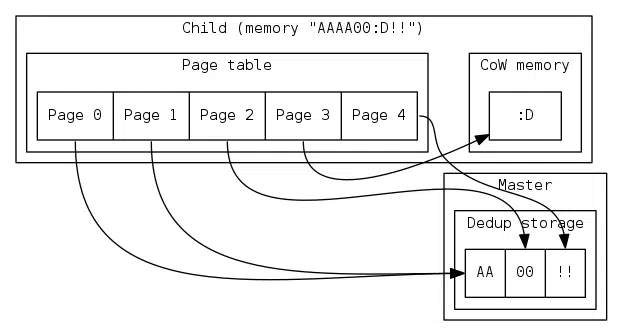 Child (memory "AAAA00:D!!")
Page table
CoW memory
Page 0 Page 1 Page 2 Page 3 Page 4
:D
Master
Dedup storage
AA 00 !!